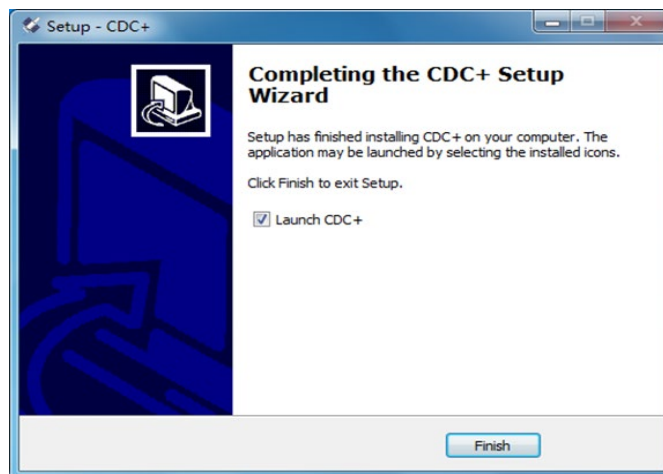 Setup - CDC+
Completing the CDC+ Setup
Wizard
Setup has finished installing CDC+ on your computer. The
application may be launched by selecting the installed icons.
Click Finish to exit Setup.
Launch CDC+
Finish